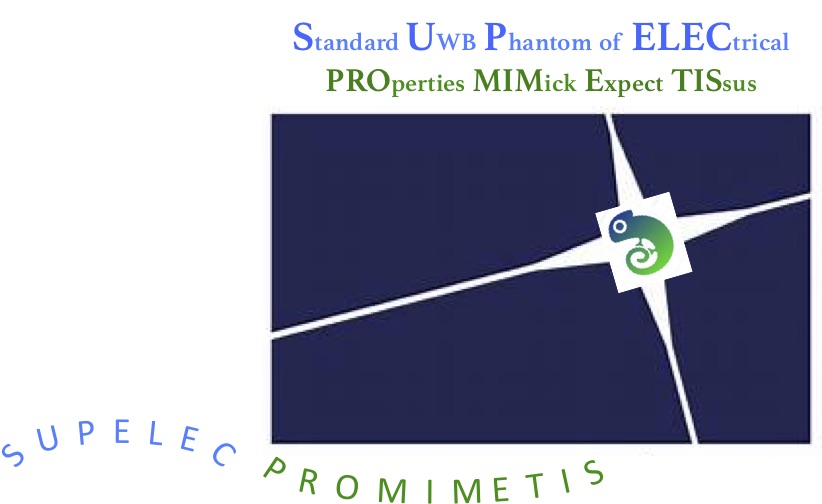 Standard UWB Phantom of ELECtrical
PROperties MIMick Expect TISsus
SUPELEC
PROMIMETIS